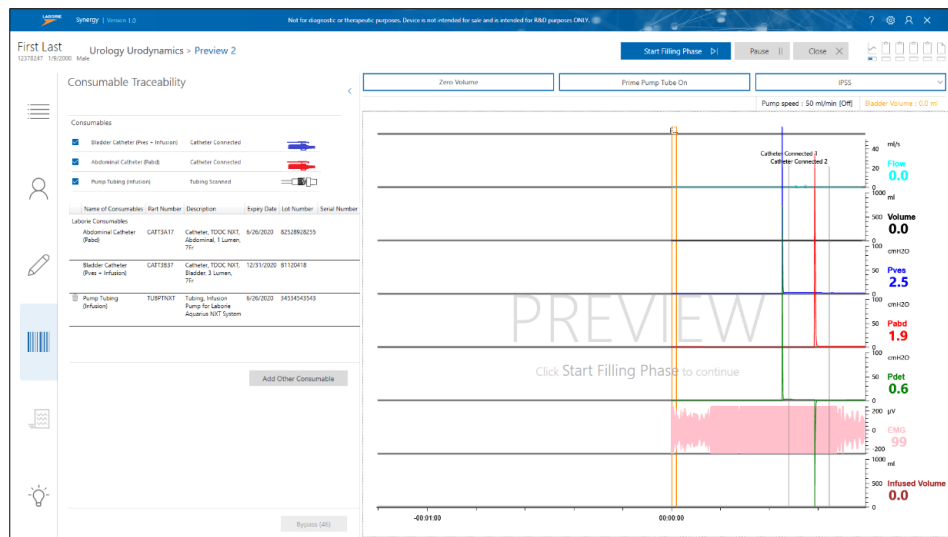 LABORIE
Synergy | Version 1.0
Not for diagnostic or therapeutic purposes. Device is not intended for sale and is intended for R&D purposes ONLY.
First Last
12378247 1/9/2000 Male
Urology Urodynamics > Preview 2
Start Filling Phase
Pause
Close
Consumable Traceability
Zero Volume
Prime Pump Tube On
IPSS
Pump speed : 50 ml/min [Off]
Bladder Volume : 0.0 ml
Consumables
Bladder Catheter (Pves + Infusion) Catheter Connected
Abdominal Catheter (Pabd) Catheter Connected
Pump Tubing (Infusion) Tubing Scanned
Name of Consumables Part Number Description Expiry Date Lot Number Serial Number
Laborie Consumables
Abdominal Catheter CATT3A17 Catheter, TDOC NXT, 6/26/2020 82528928255
(Pabd) Abdominal, 1 Lumen,
7Fr
Bladder Catheter CATT3B37 Catheter, TDOC NXT, 12/31/2020 81120418
(Pves + Infusion) Bladder, 3 Lumen,
7Fr
Pump Tubing TUBPTNXT Tubing, Infusion 6/26/2020 34534543543
(Infusion) Pump for Laborie
Aquarius NXT System
Add Other Consumable
Bypass (46)
Catheter Connected 1
Catheter Connected 2
PREVIEW
Click Start Filling Phase to continue
40 ml/s
20 Flow
0 0.0
1000 ml
500 Volume
0 0.0
100 cmH2O
50 Pves
0 2.5
100 cmH2O
50 Pabd
0 1.9
100 cmH2O
50 Pdet
0 0.6
200 µV
0 EMG
-200 99
1000 ml
500 Infused Volume
0 0.0
-00:01:00 00:00:00